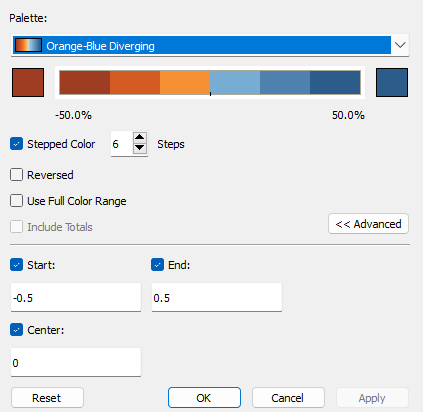 Palette:
Orange-Blue Diverging
-50.0% 50.0%
Stepped Color 6 Steps
Reversed
Use Full Color Range
Include Totals
<< Advanced
Start: End:
-0.5 0.5
Center:
0
Reset OK Cancel Apply